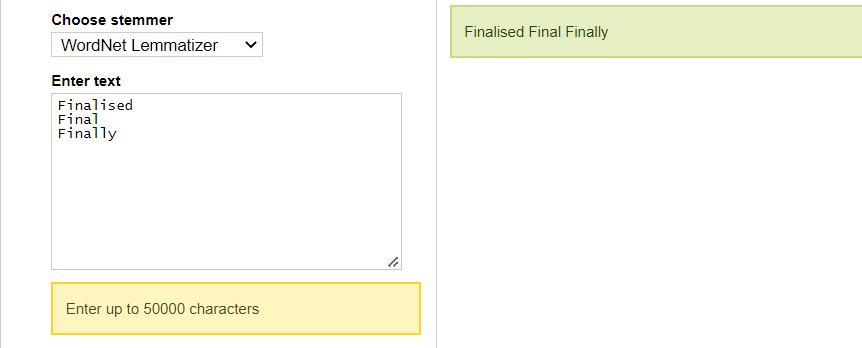 Choose stemmer
WordNet Lemmatizer
Enter text
Finalised
Final
Finally
Enter up to 50000 characters
Finalised Final Finally